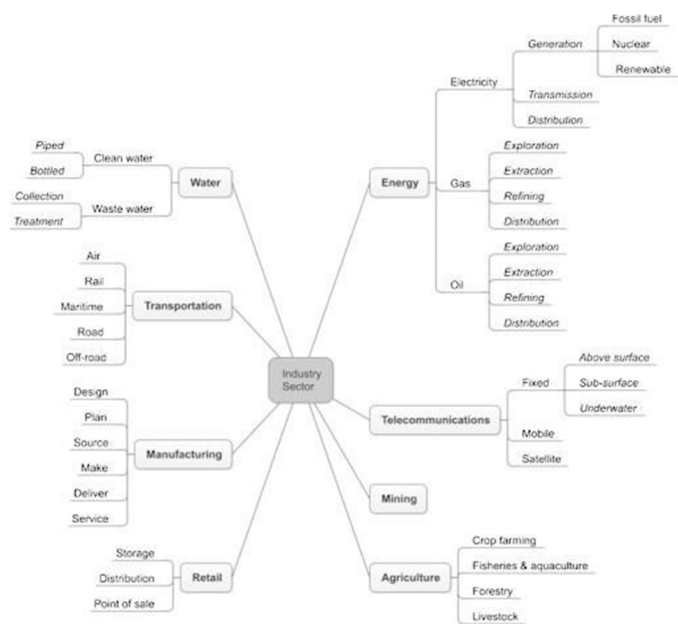 Industry
Sector
Water
Clean water
Piped
Bottled
Waste water
Collection
Treatment
Transportation
Air
Rail
Maritime
Road
Off-road
Manufacturing
Design
Plan
Source
Make
Deliver
Service
Retail
Storage
Distribution
Point of sale
Energy
Electricity
Generation
Fossil fuel
Nuclear
Renewable
Transmission
Distribution
Gas
Exploration
Extraction
Refining
Distribution
Oil
Exploration
Extraction
Refining
Distribution
Telecommunications
Fixed
Above surface
Sub-surface
Underwater
Mobile
Satellite
Mining
Agriculture
Crop farming
Fisheries & aquaculture
Forestry
Livestock